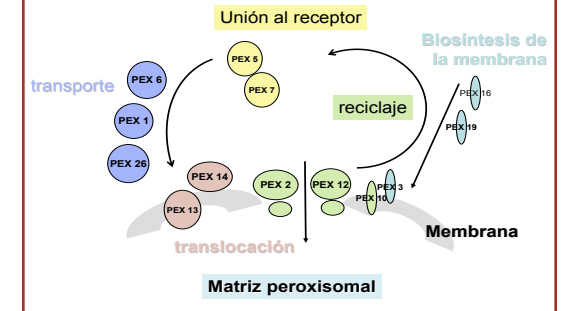 Unión al receptor
Biosíntesis de
la membrana
PEX 5
PEX 7
transporte
PEX 6
PEX 1
PEX 26
reciclaje
PEX 16
PEX 19
PEX 14
PEX 13
PEX 2
PEX 12
PEX 3
PEX 10
translocación
Membrana
Matriz peroxisomal